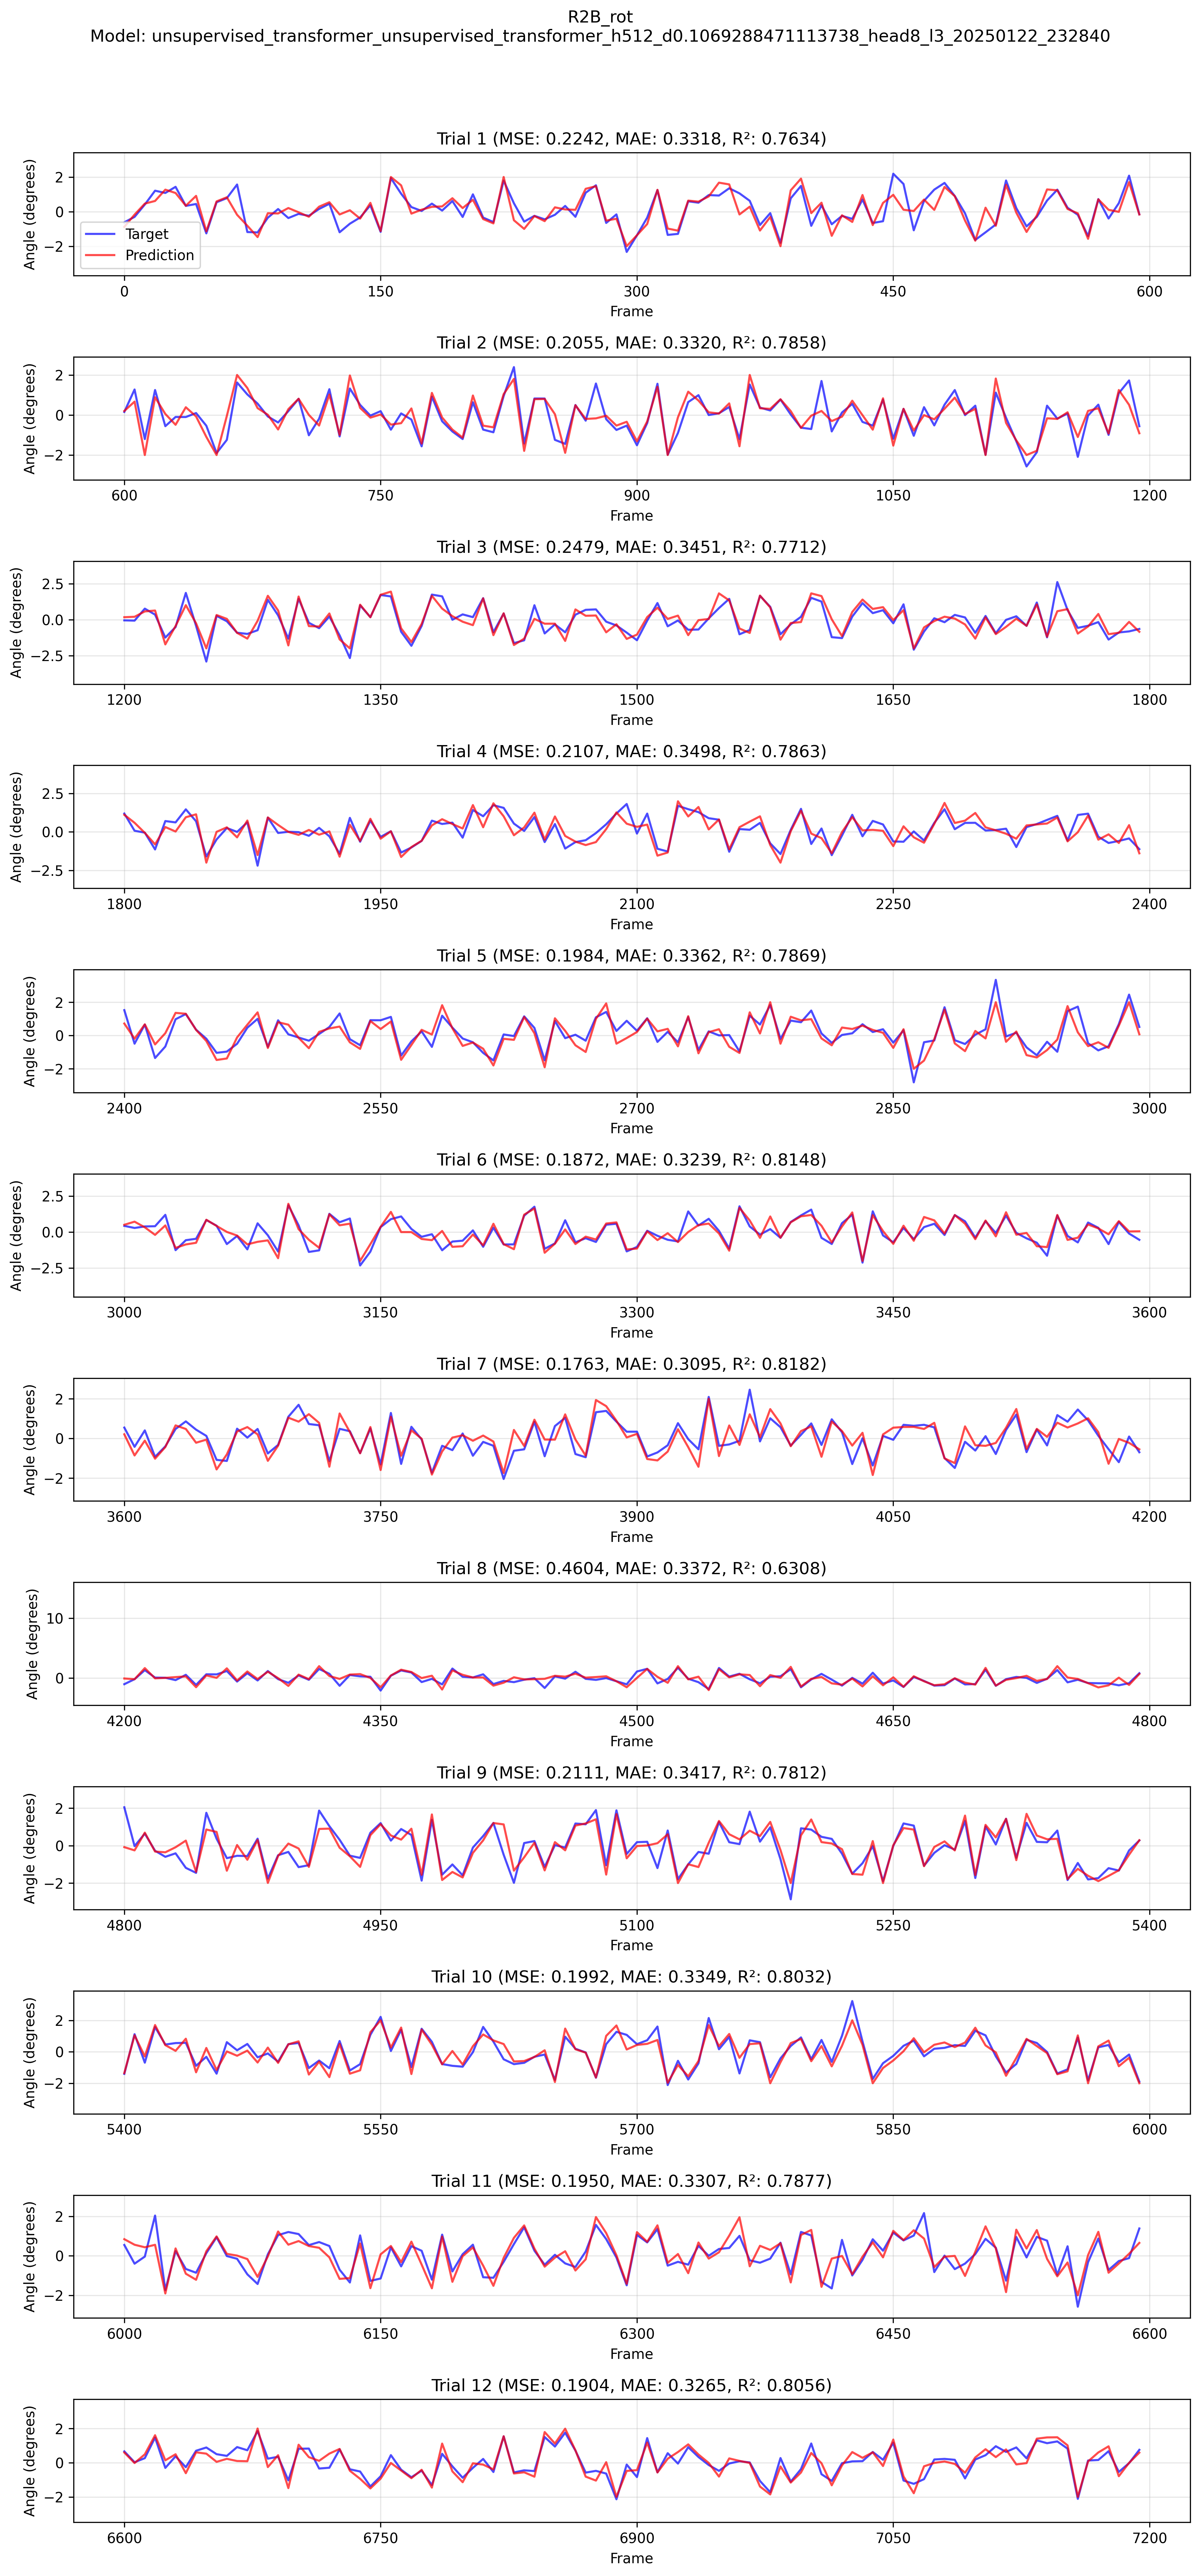 R2B_rot
Model: unsupervised_transformer_unsupervised_transformer_h512_d0.1069288471113738_head8_l3_20250122_232840
Trial 1 (MSE: 0.2242, MAE: 0.3318, R²: 0.7634)
Angle (degrees)
2
0
−2
Target
Prediction
0 150 300 450 600
Frame
Trial 2 (MSE: 0.2055, MAE: 0.3320, R²: 0.7858)
Angle (degrees)
2
0
−2
600 750 900 1050 1200
Frame
Trial 3 (MSE: 0.2479, MAE: 0.3451, R²: 0.7712)
Angle (degrees)
2.5
0.0
−2.5
1200 1350 1500 1650 1800
Frame
Trial 4 (MSE: 0.2107, MAE: 0.3498, R²: 0.7863)
Angle (degrees)
2.5
0.0
−2.5
1800 1950 2100 2250 2400
Frame
Trial 5 (MSE: 0.1984, MAE: 0.3362, R²: 0.7869)
Angle (degrees)
2
0
−2
2400 2550 2700 2850 3000
Frame
Trial 6 (MSE: 0.1872, MAE: 0.3239, R²: 0.8148)
Angle (degrees)
2.5
0.0
−2.5
3000 3150 3300 3450 3600
Frame
Trial 7 (MSE: 0.1763, MAE: 0.3095, R²: 0.8182)
Angle (degrees)
2
0
−2
3600 3750 3900 4050 4200
Frame
Trial 8 (MSE: 0.4604, MAE: 0.3372, R²: 0.6308)
Angle (degrees)
10
0
4200 4350 4500 4650 4800
Frame
Trial 9 (MSE: 0.2111, MAE: 0.3417, R²: 0.7812)
Angle (degrees)
2
0
−2
4800 4950 5100 5250 5400
Frame
Trial 10 (MSE: 0.1992, MAE: 0.3349, R²: 0.8032)
Angle (degrees)
2
0
−2
5400 5550 5700 5850 6000
Frame
Trial 11 (MSE: 0.1950, MAE: 0.3307, R²: 0.7877)
Angle (degrees)
2
0
−2
6000 6150 6300 6450 6600
Frame
Trial 12 (MSE: 0.1904, MAE: 0.3265, R²: 0.8056)
Angle (degrees)
2
0
−2
6600 6750 6900 7050 7200
Frame